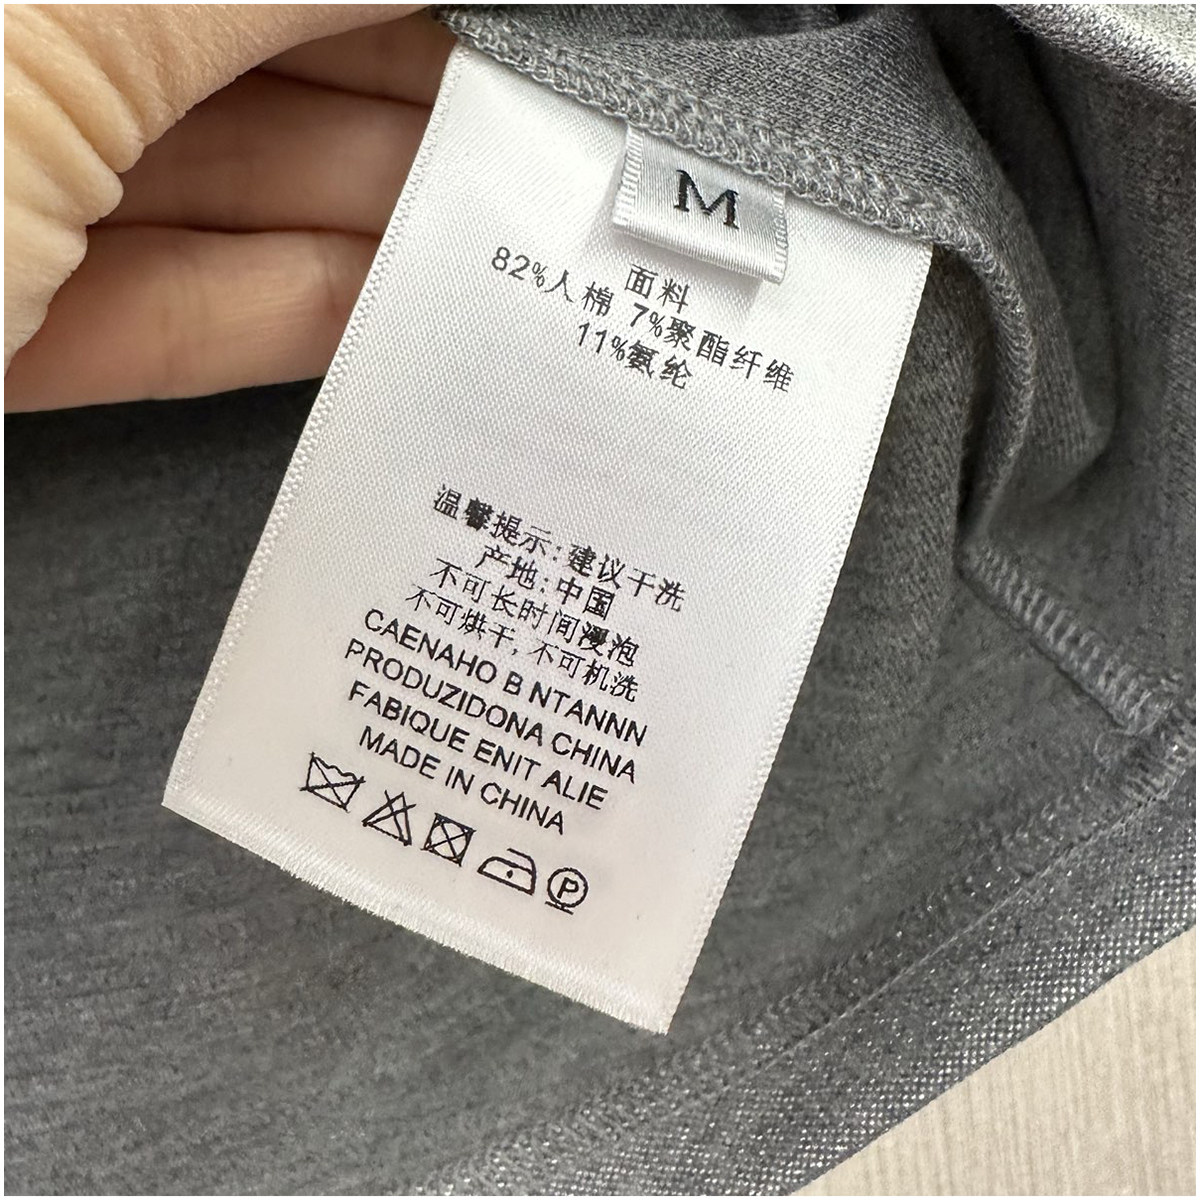 M
面料
82%人棉 7%聚酯纤维
11%氨纶
温馨提示:建议干洗
产地:中国
不可长时间浸泡
不可烘干,不可机洗
CAENAHO B NTANNN
PRODUZIDONA CHINA
FABIQUE ENIT ALIE
MADE IN CHINA
P